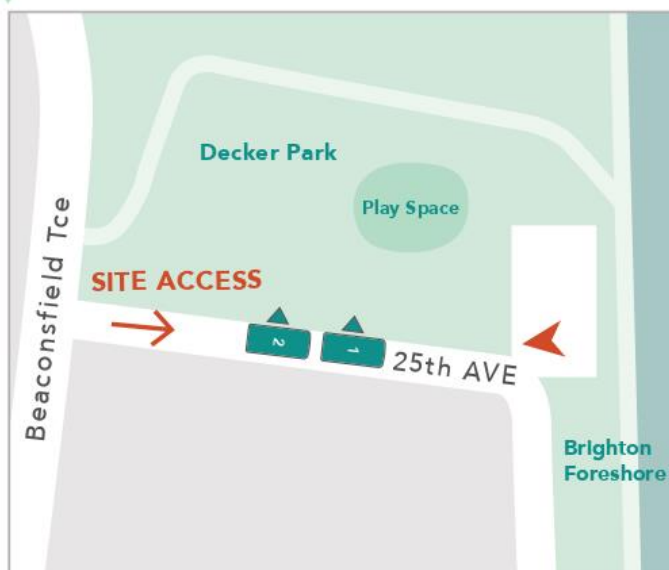 Decker Park
Play Space
Beaconsfield Tce
SITE ACCESS
2
1
25th AVE
Brighton
Foreshore